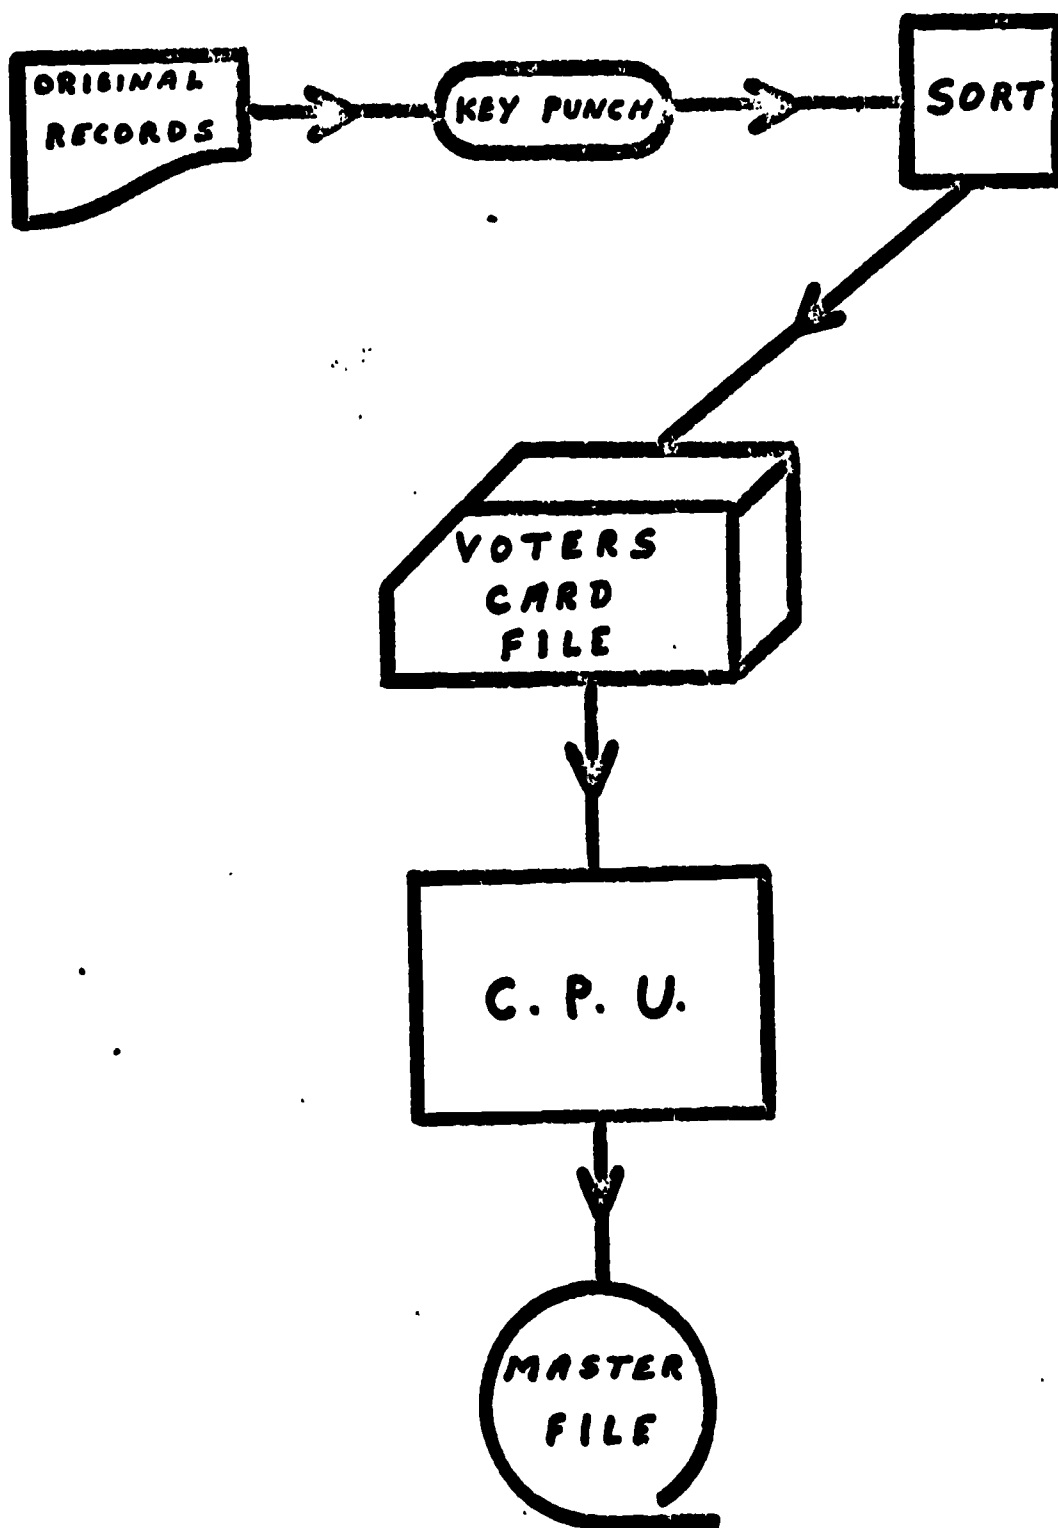 ORIGINAL
RECORDS
KEY PUNCH
SORT
VOTERS
CARD
FILE
C. P. U.
MASTER
FILE